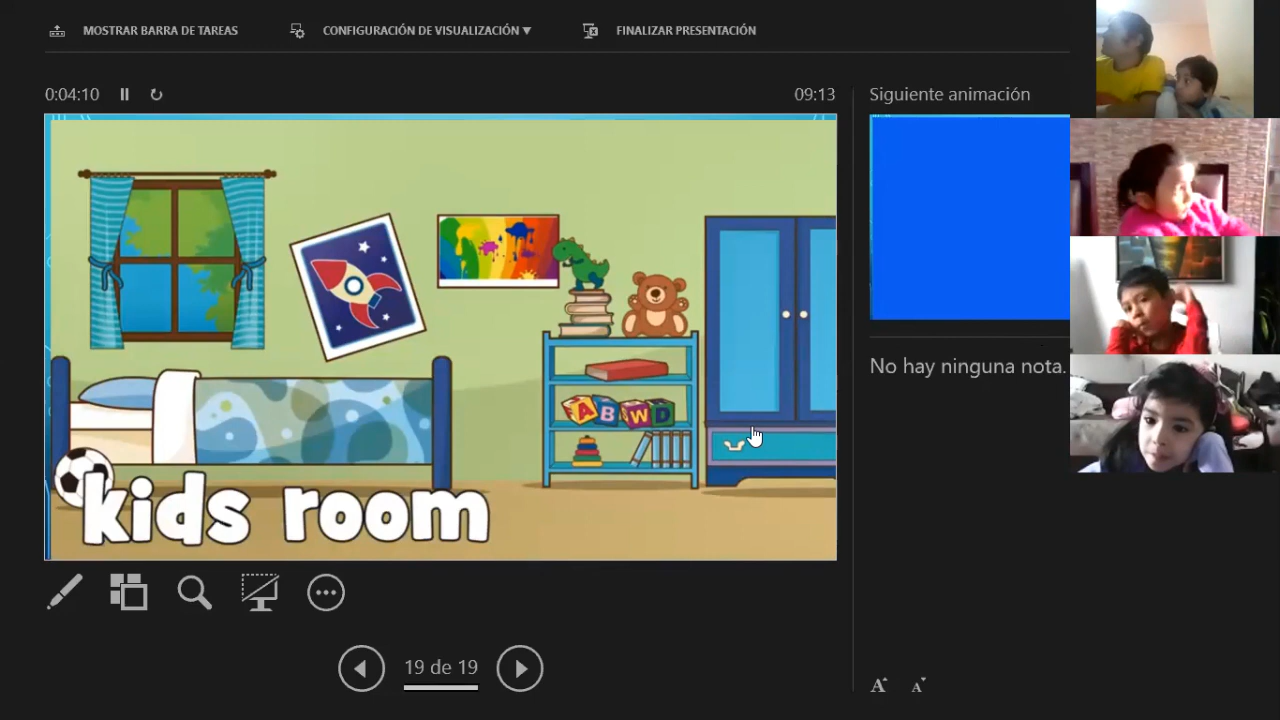 MOSTRAR BARRA DE TAREAS CONFIGURACIÓN DE VISUALIZACIÓN ▼ FINALIZAR PRESENTACIÓN
0:04:10 09:13 Siguiente animación
A B W D
kids room
No hay ninguna nota.
19 de 19
A A